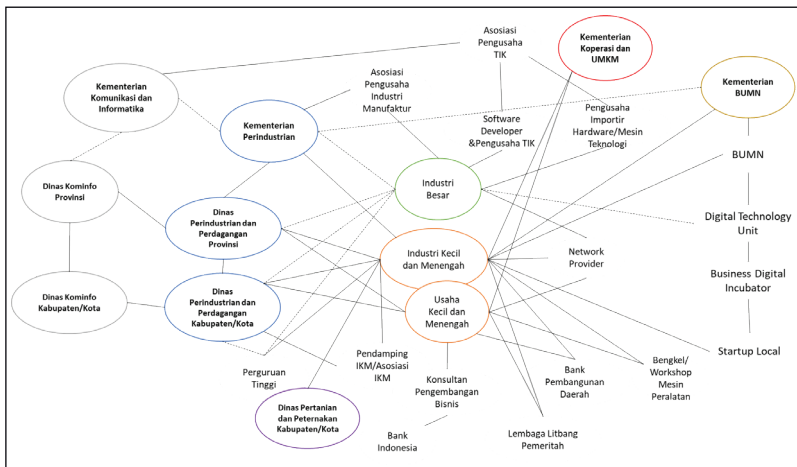 Asosiasi
Pengusaha
TIK
Kementerian
Koperasi dan
UMKM
Kementerian
Komunikasi dan
Informatika
Asosiasi
Pengusaha
Industri
Manufaktur
Kementerian
BUMN
Kementerian
Perindustrian
Software
Developer
&Pengusaha TIK
Pengusaha
Importir
Hardware/Mesin
Teknologi
BUMN
Dinas Kominfo
Provinsi
Industri
Besar
Dinas
Perindustrian dan
Perdagangan
Provinsi
Digital Technology
Unit
Industri Kecil
dan Menengah
Network
Provider
Business Digital
Incubator
Dinas Kominfo
Kabupaten/Kota
Dinas
Perindustrian dan
Perdagangan
Kabupaten/Kota
Usaha
Kecil dan
Menengah
Startup Local
Perguruan
Tinggi
Pendamping
IKM/Asosiasi
IKM
Konsultan
Pengembangan
Bisnis
Bank
Pembangunan
Daerah
Bengkel/
Workshop
Mesin
Peralatan
Dinas Pertanian
dan Peternakan
Kabupaten/Kota
Bank
Indonesia
Lembaga Litbang
Pemeritah